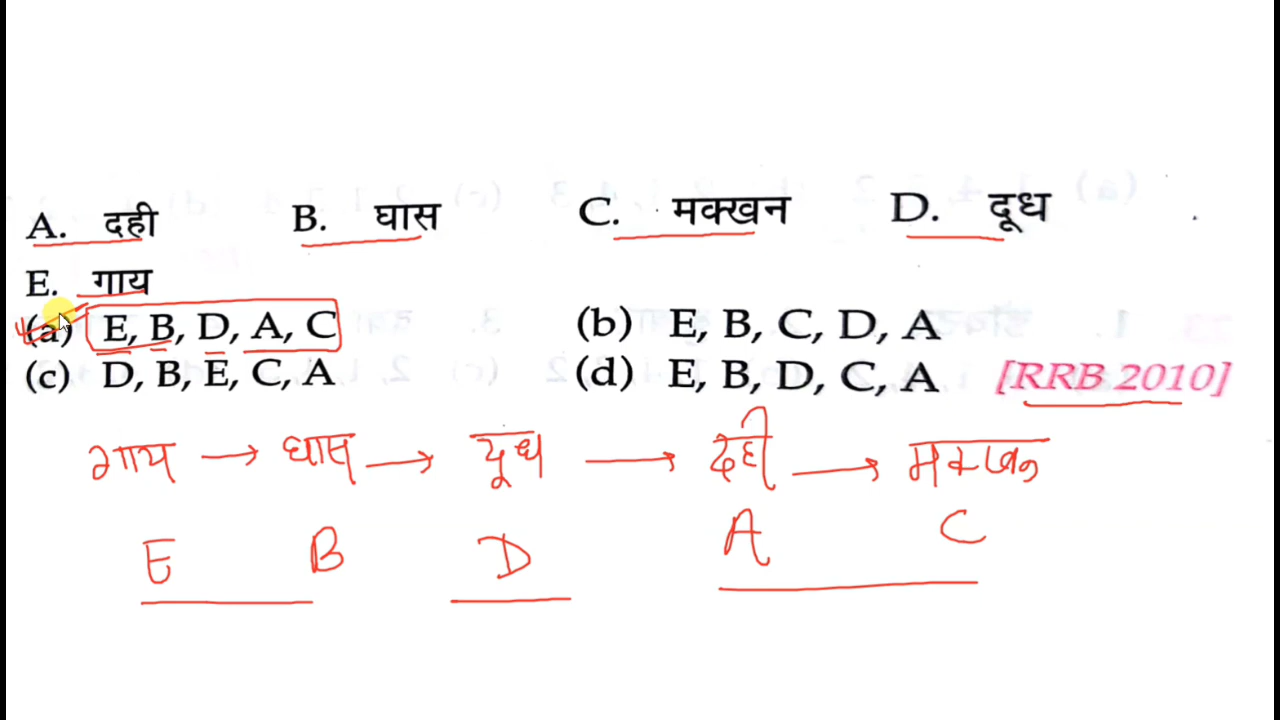 A. दही B. घास C. मक्खन D. दूध
E. गाय
(a) E, B, D, A, C (b) E, B, C, D, A
(c) D, B, E, C, A (d) E, B, D, C, A [RRB 2010]
गाय → घास → दूध → दही → मक्खन
E B D A C